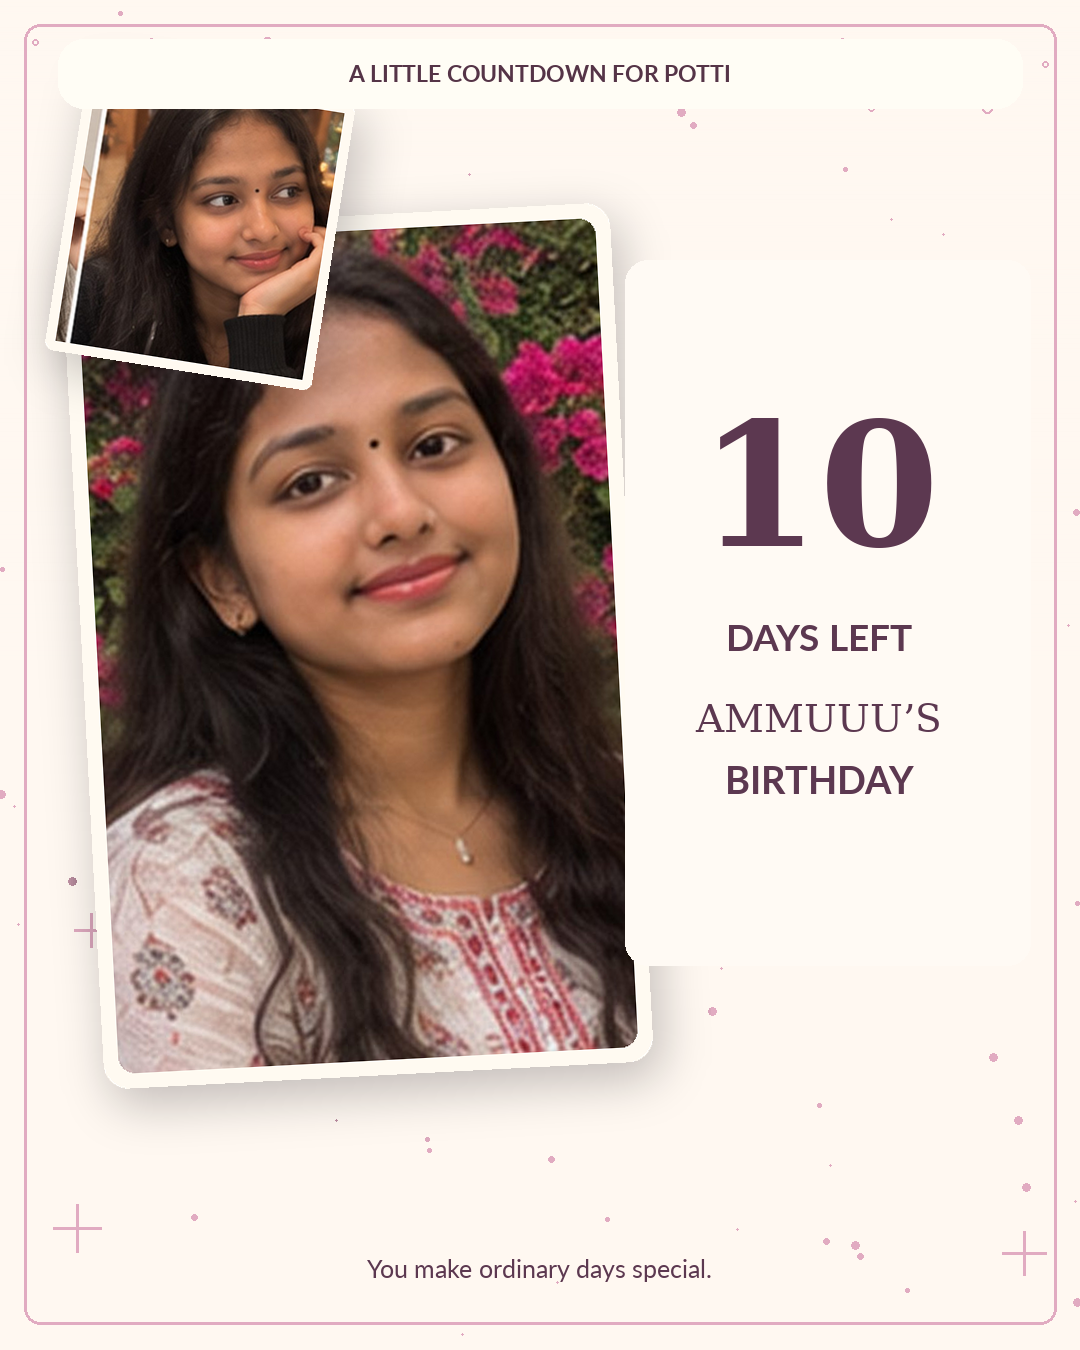 A LITTLE COUNTDOWN FOR POTTI
10
DAYS LEFT
AMMUUU’S
BIRTHDAY
You make ordinary days special.